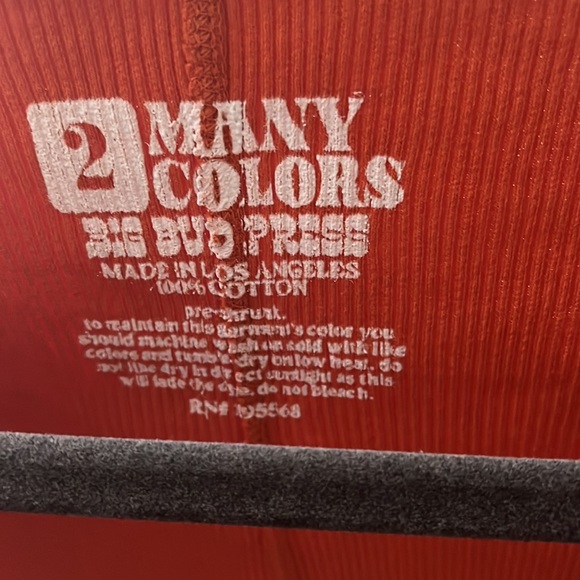 2 MANY
COLORS
BIG BUD PRESS
MADE IN LOS ANGELES
100% COTTON
pre-shrunk.
to maintain this garment's color you
should machine wash on cold with like
colors and tumble dry on low heat. do
not line dry in direct sunlight as this
will fade the dye. do not bleach.
RN# 195568